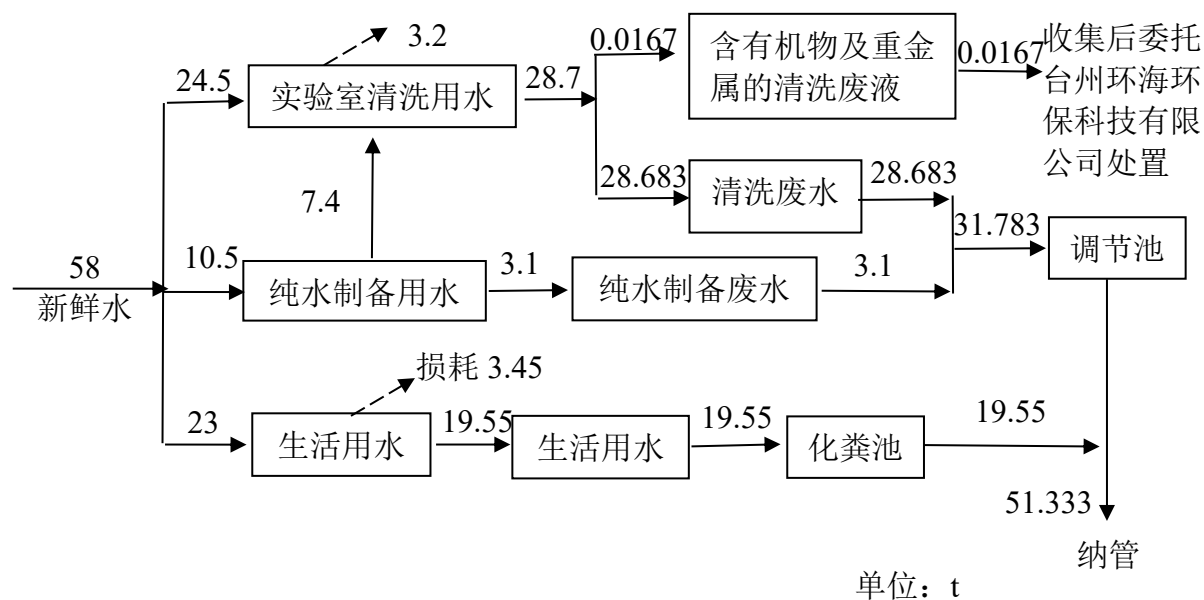 3.2
0.0167
含有机物及重金
属的清洗废液
0.0167
收集后委托
台州环海环
保科技有限
公司处置
24.5
实验室清洗用水
28.7
28.683
清洗废水
28.683
7.4
31.783
调节池
58
新鲜水
10.5
纯水制备用水
3.1
纯水制备废水
3.1
损耗 3.45
23
生活用水
19.55
生活用水
19.55
化粪池
19.55
51.333
纳管
单位：t